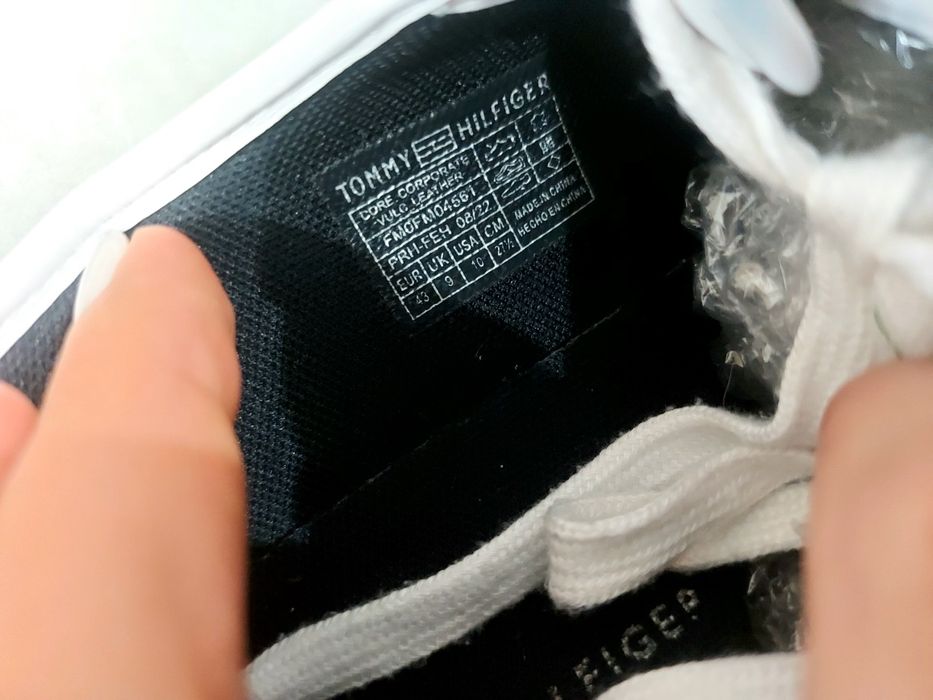 TOMMY HILFIGER
CORE CORPORATE
VULC LEATHER
FM0FM04561
PRH-FEH 08/22
EUR UK USA CM
43 9 10 27½
MADE IN CHINA
HECHO EN CHINA
LFIGER